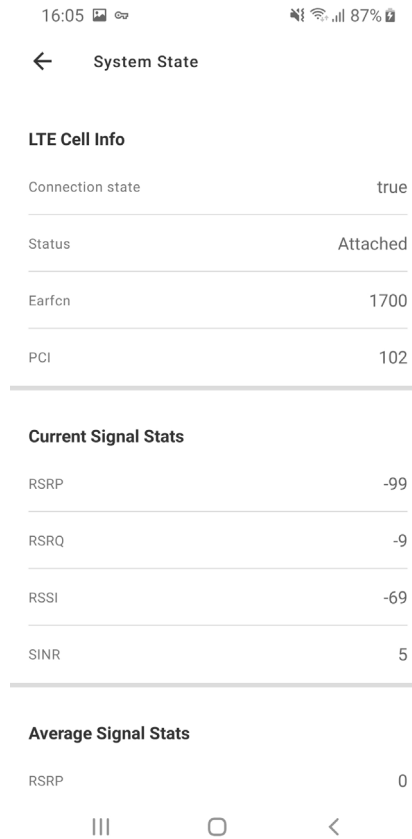 16:05 87%
System State
LTE Cell Info
Connection state true
Status Attached
Earfcn 1700
PCI 102
Current Signal Stats
RSRP -99
RSRQ -9
RSSI -69
SINR 5
Average Signal Stats
RSRP 0